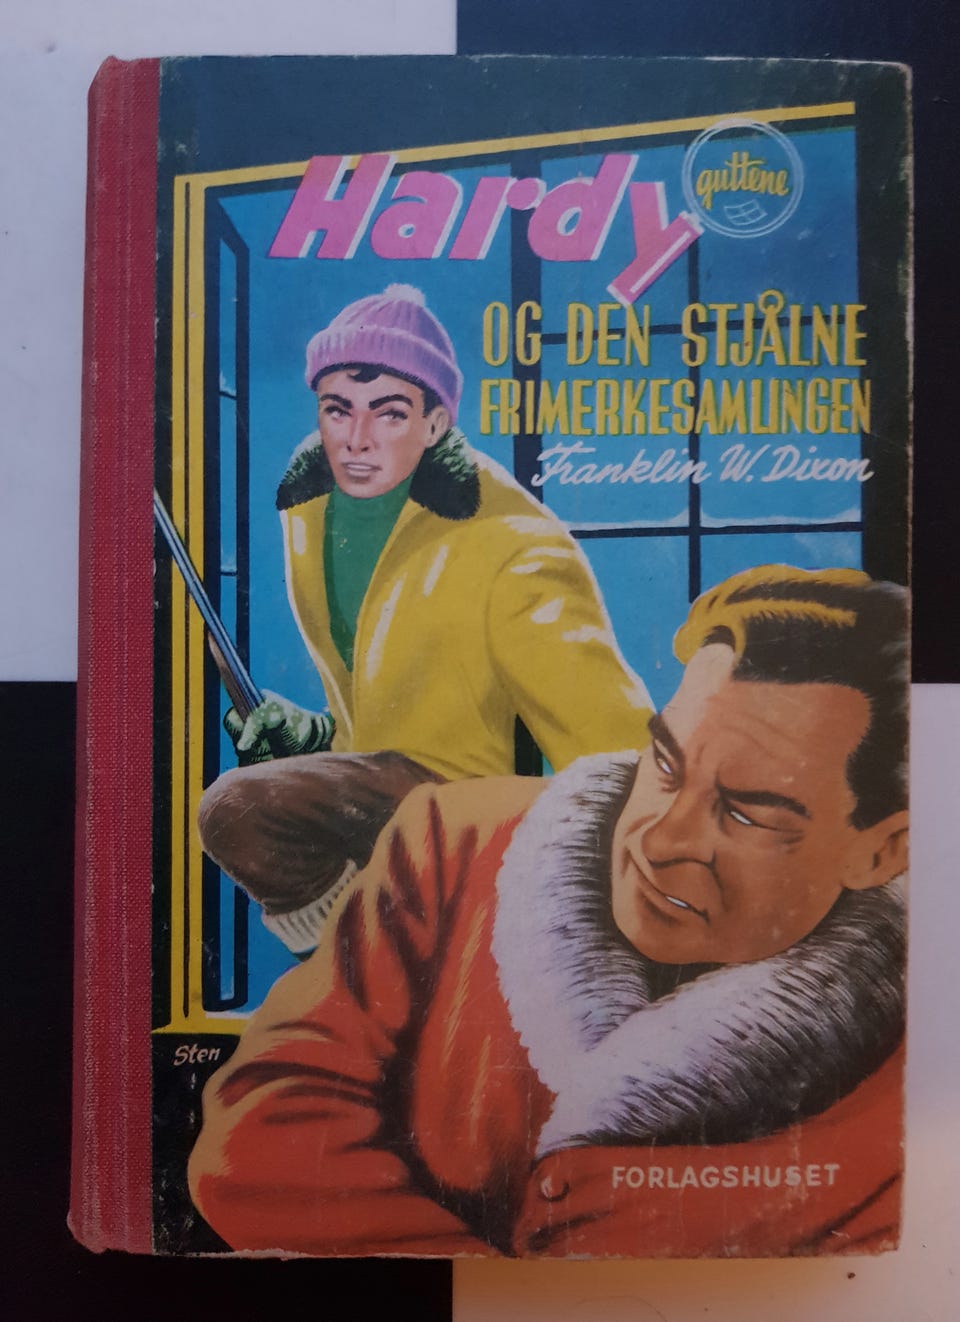 Hardy
guttene
OG DEN STJÅLNE
FRIMERKESAMLINGEN
Franklin W. Dixon
Sten
FORLAGSHUSET